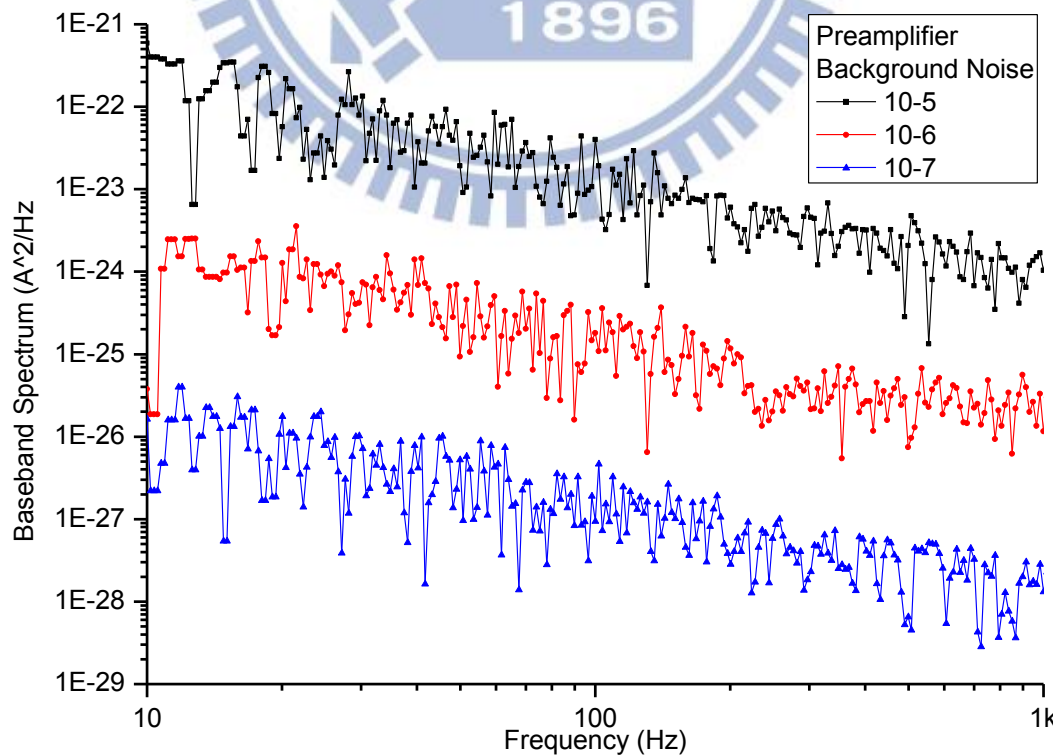 1896
Preamplifier
Background Noise
10-5
10-6
10-7
Baseband Spectrum (A^2/Hz
1E-21
1E-22
1E-23
1E-24
1E-25
1E-26
1E-27
1E-28
1E-29
10
100
1k
Frequency (Hz)